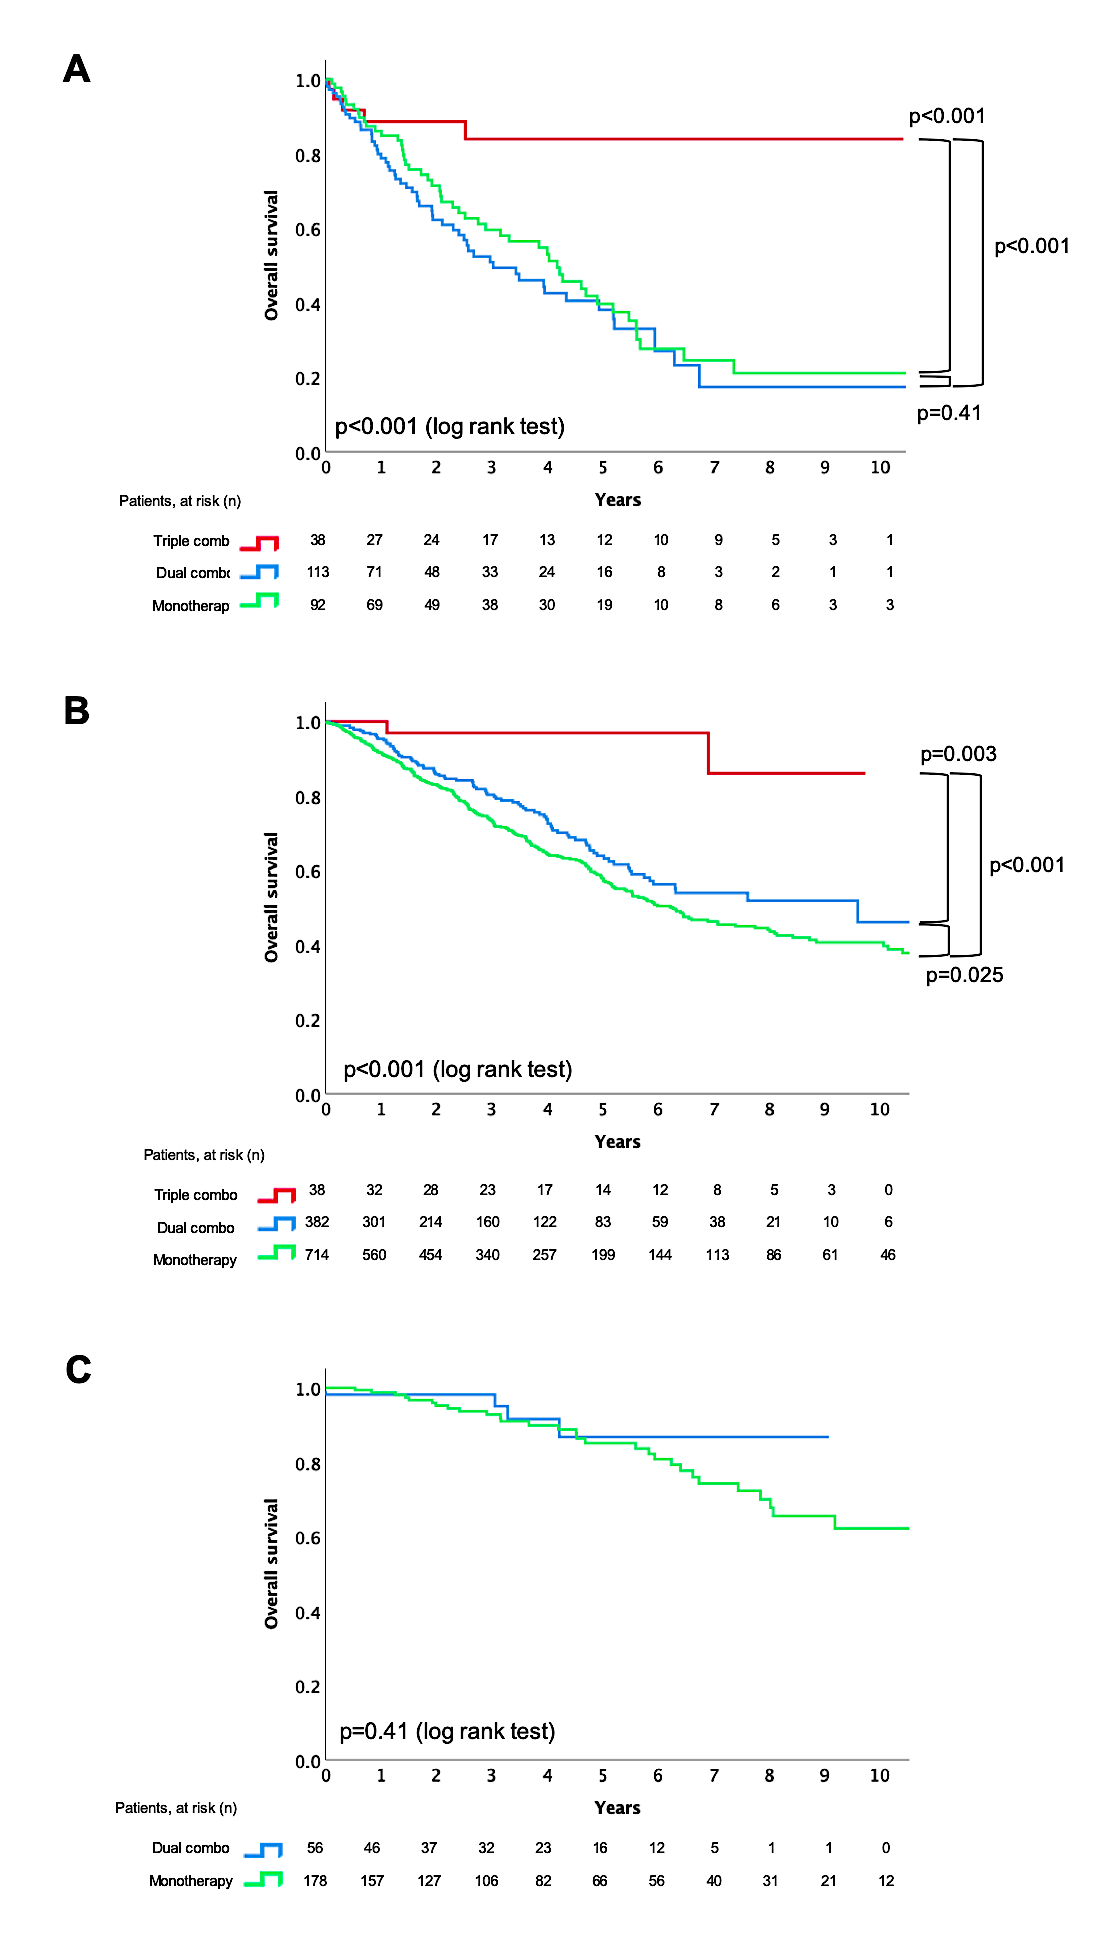 A
1.0
0.8
0.6
0.4
0.2
0.0
Overall survival
p<0.001
p<0.001
p=0.41
p<0.001 (log rank test)
0 1 2 3 4 5 6 7 8 9 10
Years
Patients, at risk (n)
Triple comb 38 27 24 17 13 12 10 9 5 3 1
Dual combo 113 71 48 33 24 16 8 3 2 1 1
Monotherap 92 69 49 38 30 19 10 8 6 3 3
B
1.0
0.8
0.6
0.4
0.2
0.0
Overall survival
p=0.003
p<0.001
p=0.025
p<0.001 (log rank test)
0 1 2 3 4 5 6 7 8 9 10
Years
Patients, at risk (n)
Triple combo 38 32 28 23 17 14 12 8 5 3 0
Dual combo 382 301 214 160 122 83 59 38 21 10 6
Monotherapy 714 560 454 340 257 199 144 113 86 61 46
C
1.0
0.8
0.6
0.4
0.2
0.0
Overall survival
p=0.41 (log rank test)
0 1 2 3 4 5 6 7 8 9 10
Years
Patients, at risk (n)
Dual combo 56 46 37 32 23 16 12 5 1 1 0
Monotherapy 178 157 127 106 82 66 56 40 31 21 12